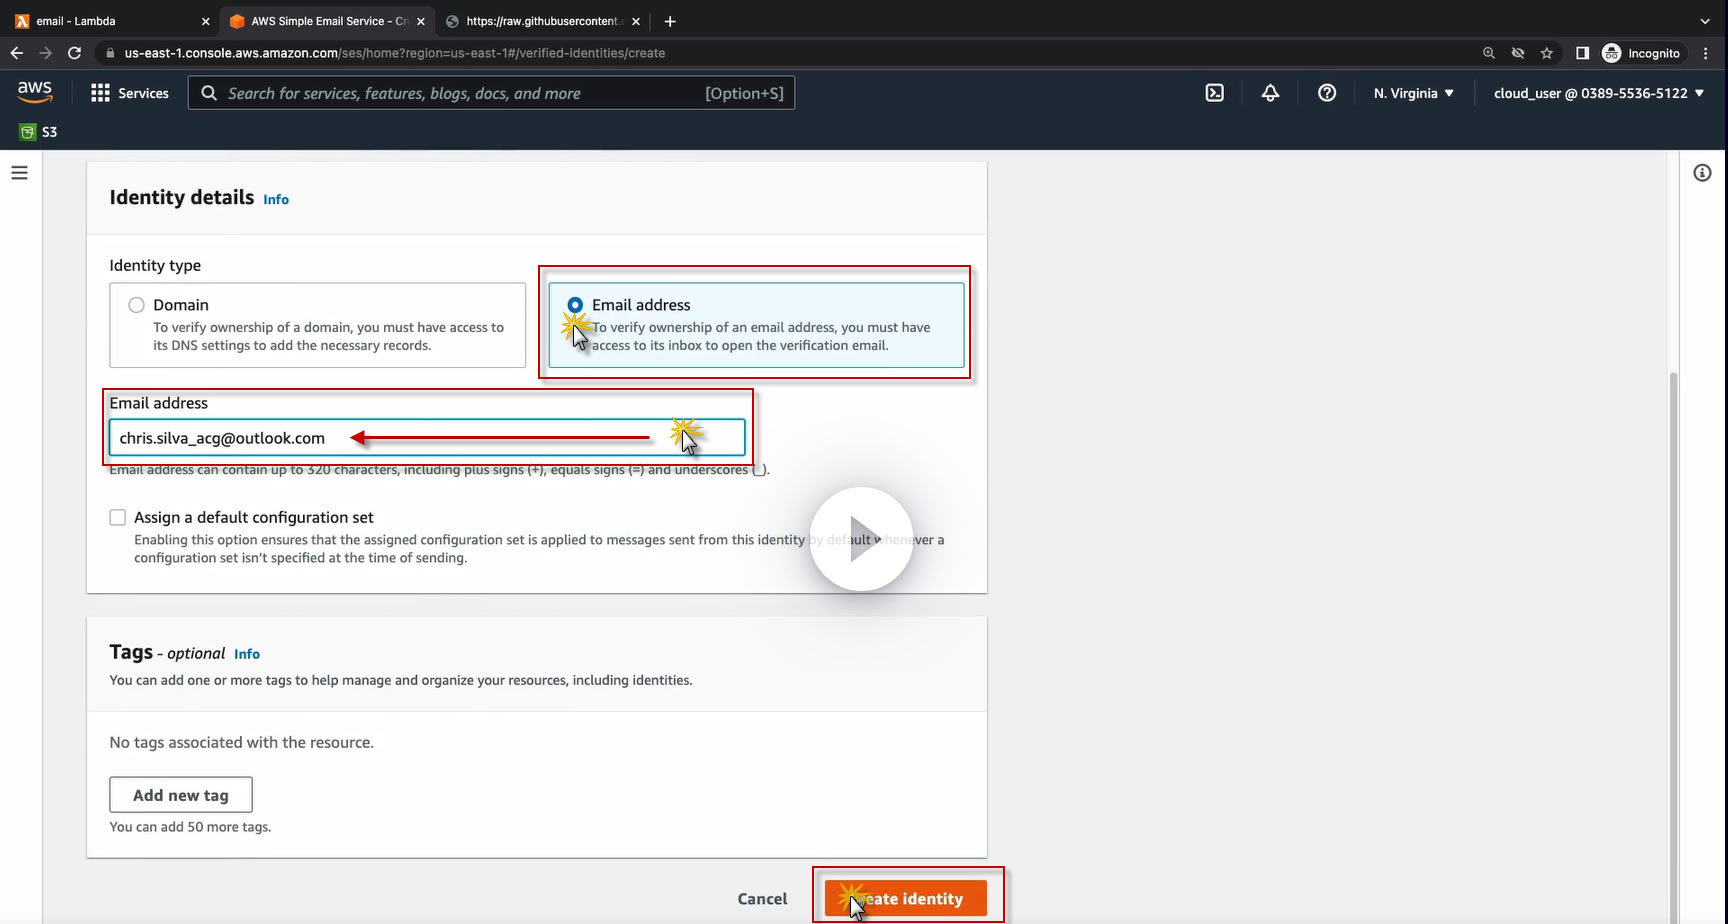 email - Lambda
AWS Simple Email Service - Cr
https://raw.githubusercontent.
us-east-1.console.aws.amazon.com/ses/home?region=us-east-1#/verified-identities/create
Incognito
aws
Services
Search for services, features, blogs, docs, and more
[Option+S]
N. Virginia
cloud_user @ 0389-5536-5122
S3
Identity details Info
Identity type
Domain
To verify ownership of a domain, you must have access to
its DNS settings to add the necessary records.
Email address
To verify ownership of an email address, you must have
access to its inbox to open the verification email.
Email address
chris.silva_acg@outlook.com
Email address can contain up to 320 characters, including plus signs (+), equals signs (=) and underscores (_).
Assign a default configuration set
Enabling this option ensures that the assigned configuration set is applied to messages sent from this identity by default whenever a
configuration set isn't specified at the time of sending.
Tags - optional Info
You can add one or more tags to help manage and organize your resources, including identities.
No tags associated with the resource.
Add new tag
You can add 50 more tags.
Cancel
Create identity